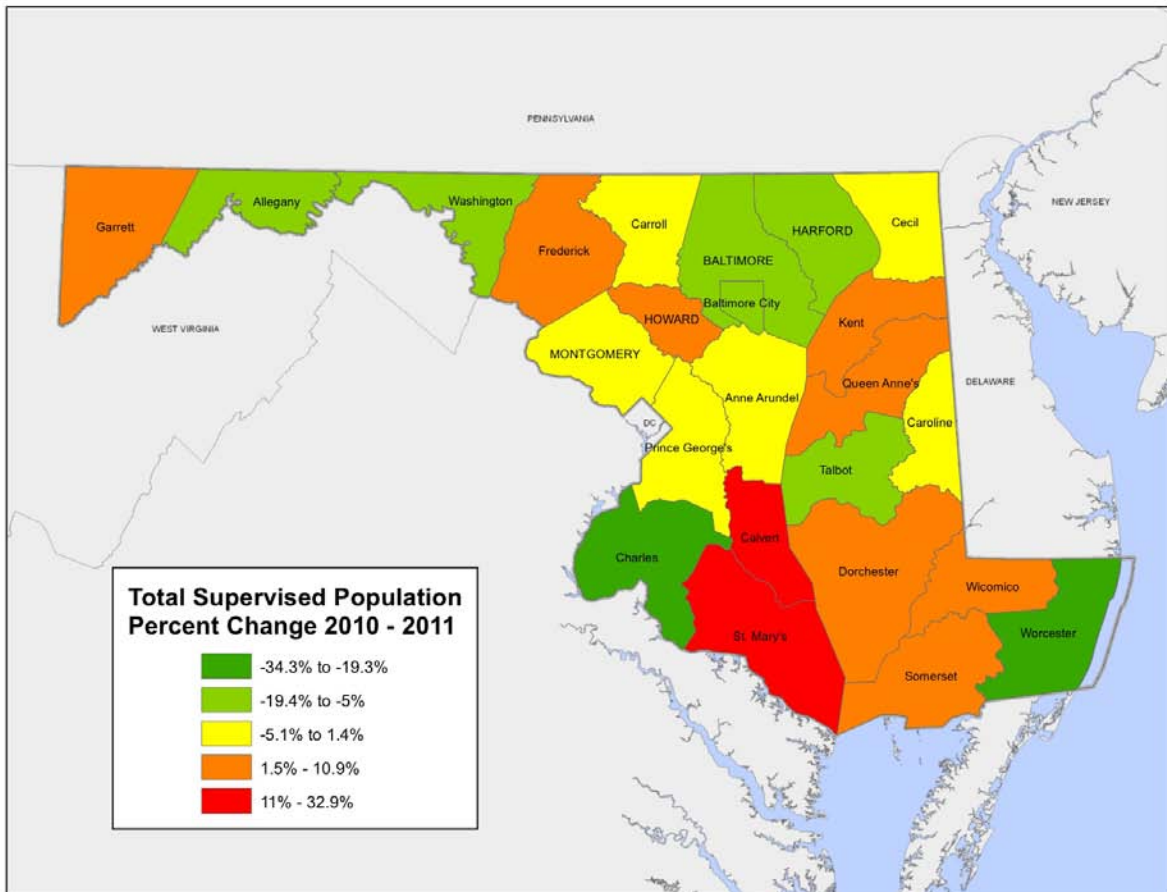 PENNSYLVANIA
Garrett
Allegany
Washington
Frederick
Carroll
BALTIMORE
HARFORD
Cecil
NEW JERSEY
Baltimore City
WEST VIRGINIA
HOWARD
Kent
MONTGOMERY
Queen Anne's
DELAWARE
Anne Arundel
Caroline
DC
Prince George's
Talbot
Charles
Calvert
Dorchester
Wicomico
St. Mary's
Worcester
Somerset
Total Supervised Population
Percent Change 2010 - 2011
-34.3% to -19.3%
-19.4% to -5%
-5.1% to 1.4%
1.5% - 10.9%
11% - 32.9%